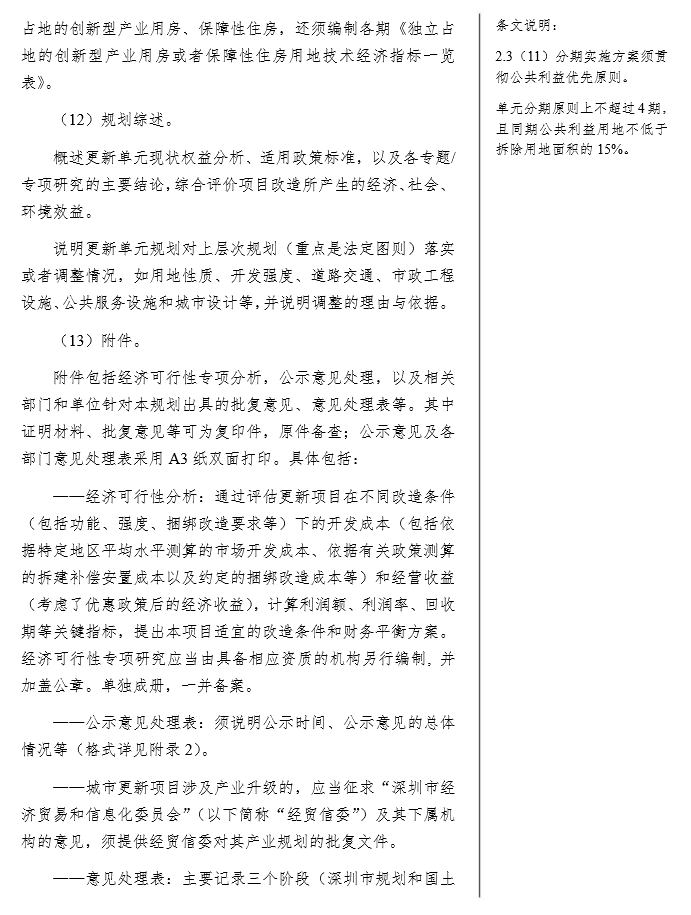 占地的创新型产业用房、保障性住房，还须编制各期《独立占
地的创新型产业用房或者保障性住房用地技术经济指标一览
表》。
（12）规划综述。
概述更新单元现状权益分析、适用政策标准，以及各专题/
专项研究的主要结论，综合评价项目改造所产生的经济、社会、
环境效益。
说明更新单元规划对上层次规划（重点是法定图则）落实
或者调整情况，如用地性质、开发强度、道路交通、市政工程
设施、公共服务设施和城市设计等，并说明调整的理由与依据。
（13）附件。
附件包括经济可行性专项分析，公示意见处理，以及相关
部门和单位针对本规划出具的批复意见、意见处理表等。其中
证明材料、批复意见等可为复印件，原件备查；公示意见及各
部门意见处理表采用 A3 纸双面打印。具体包括：
——经济可行性分析：通过评估更新项目在不同改造条件
（包括功能、强度、捆绑改造要求等）下的开发成本（包括依
据特定地区平均水平测算的市场开发成本、依据有关政策测算
的拆建补偿安置成本以及约定的捆绑改造成本等）和经营收益
（考虑了优惠政策后的经济收益），计算利润额、利润率、回收
期等关键指标，提出本项目适宜的改造条件和财务平衡方案。
经济可行性专项研究应当由具备相应资质的机构另行编制，并
加盖公章。单独成册，一并备案。
——公示意见处理表：须说明公示时间、公示意见的总体
情况等（格式详见附录 2）。
——城市更新项目涉及产业升级的，应当征求“深圳市经
济贸易和信息化委员会”（以下简称“经贸信委”）及其下属机
构的意见，须提供经贸信委对其产业规划的批复文件。
——意见处理表：主要记录三个阶段（深圳市规划和国土
条文说明：
2.3（11）分期实施方案须贯
彻公共利益优先原则。
单元分期原则上不超过 4 期，
且同期公共利益用地不低于
拆除用地面积的 15%。